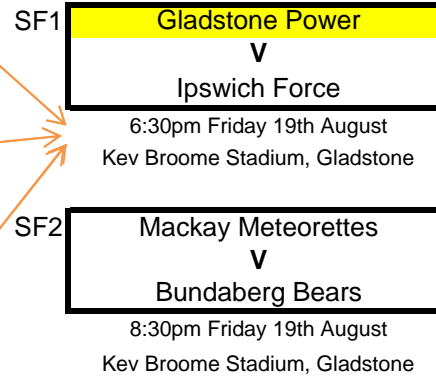 SF1 Gladstone Power
V
Ipswich Force
6:30pm Friday 19th August
Kev Broome Stadium, Gladstone
SF2 Mackay Meteorettes
V
Bundaberg Bears
8:30pm Friday 19th August
Kev Broome Stadium, Gladstone